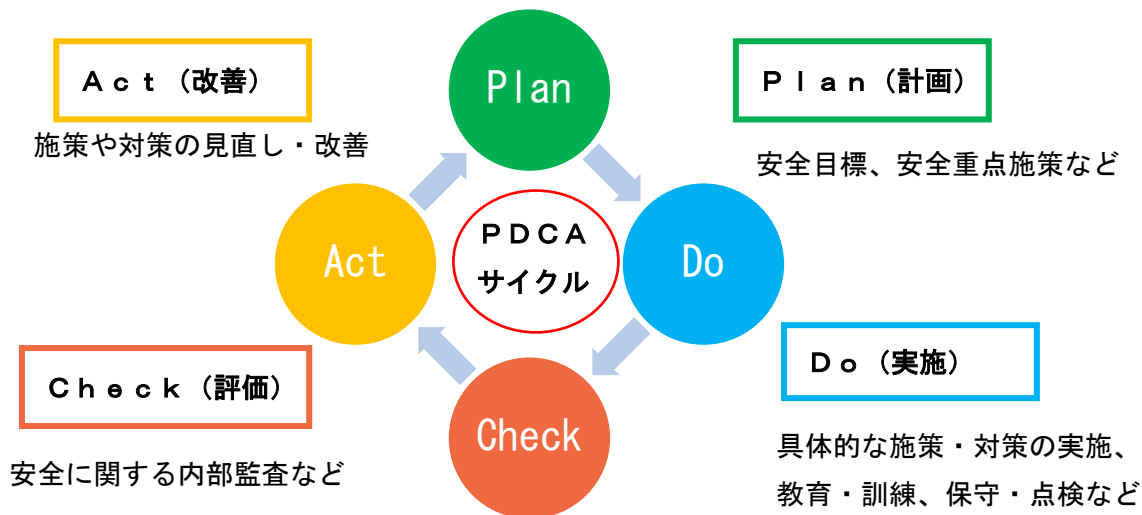 Act（改善）
施策や対策の見直し・改善
Plan
Plan（計画）
安全目標、安全重点施策など
Act
PDCA
サイクル
Do
Check（評価）
安全に関する内部監査など
Check
Do（実施）
具体的な施策・対策の実施、
教育・訓練、保守・点検など